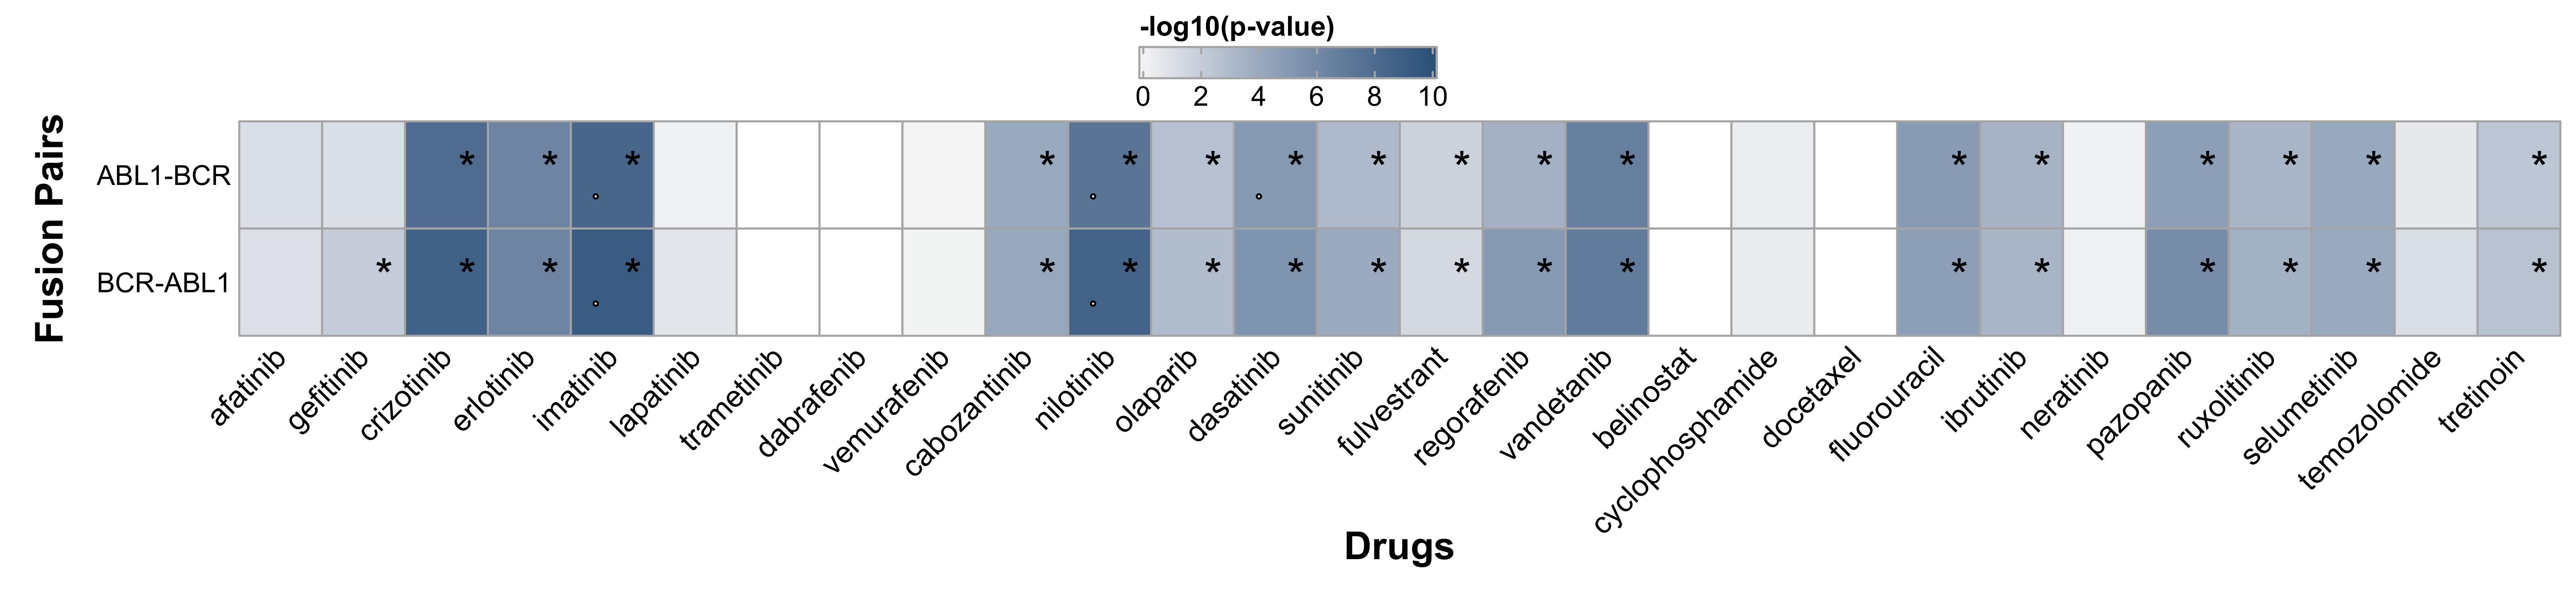 -log10(p-value)
0 2 4 6 8 10
Fusion Pairs
ABL1-BCR
* * * * * * * * * * * * * * * * *
BCR-ABL1
* * * * * * * * * * * * * * * * * *
afatinib
gefitinib
crizotinib
erlotinib
imatinib
lapatinib
trametinib
dabrafenib
vemurafenib
cabozantinib
nilotinib
olaparib
dasatinib
sunitinib
fulvestrant
regorafenib
vandetanib
belinostat
cyclophosphamide
docetaxel
fluorouracil
ibrutinib
neratinib
pazopanib
ruxolitinib
selumetinib
temozolomide
tretinoin
Drugs